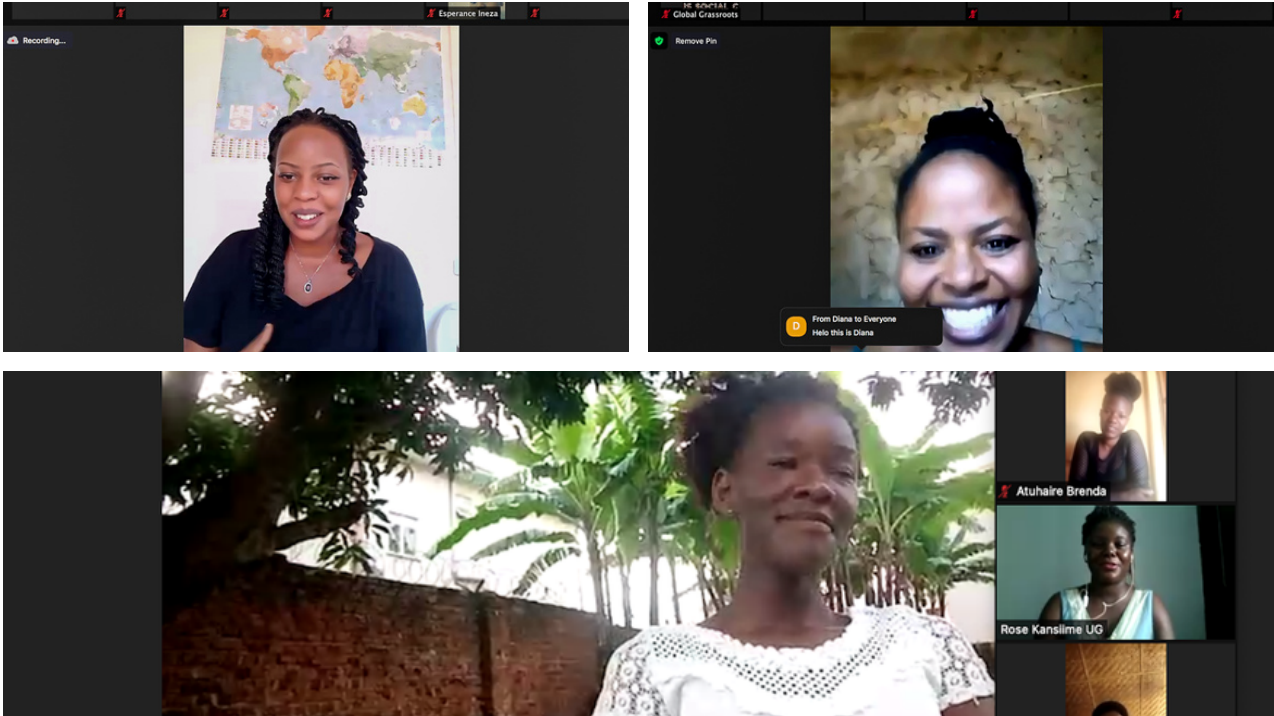 Esperance Ineza
Recording...
Global Grassroots
Remove Pin
D
From Diana to Everyone
Helo this is Diana
Atuhaire Brenda
Rose Kansiime UG